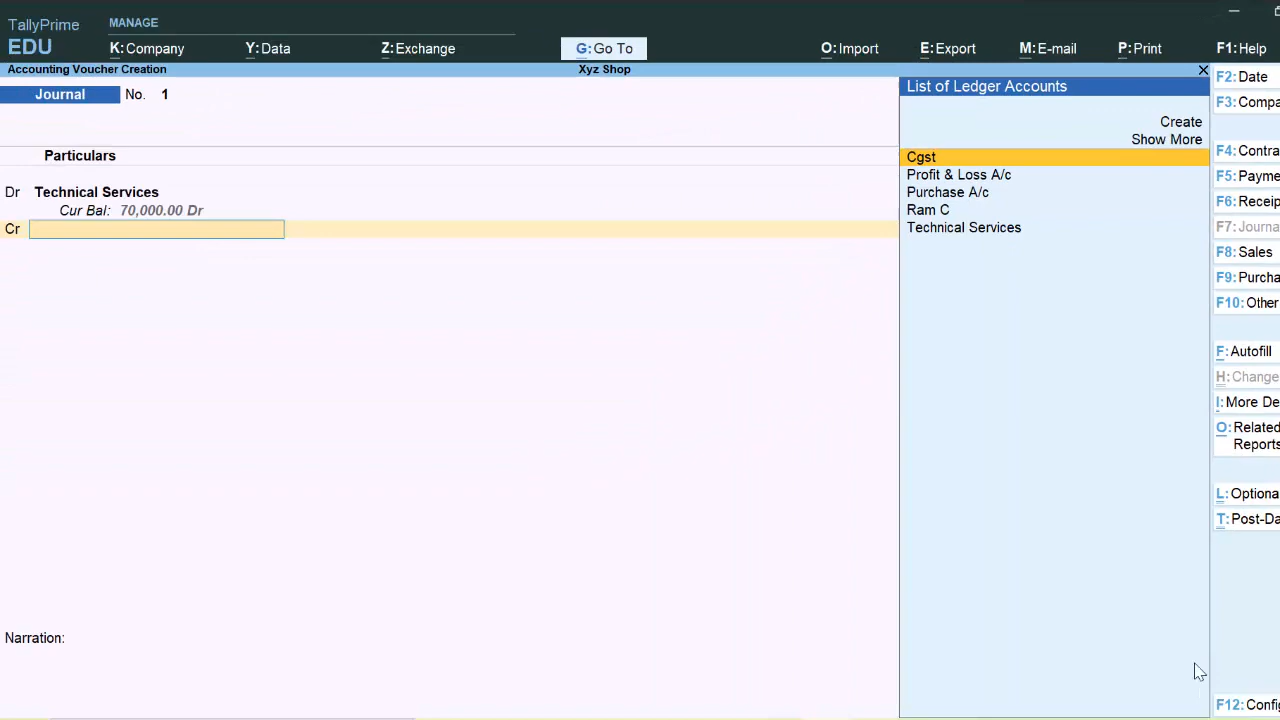 TallyPrime
EDU
MANAGE
K:Company Y:Data Z:Exchange G:Go To O:Import E:Export M:E-mail P:Print F1:Help
Accounting Voucher Creation Xyz Shop
Journal No. 1
Particulars
Dr Technical Services
Cur Bal: 70,000.00 Dr
Cr
Narration:
List of Ledger Accounts
Create
Show More
Cgst
Profit & Loss A/c
Purchase A/c
Ram C
Technical Services
F2:Date
F3:Compa
F4:Contra
F5:Payme
F6:Receip
F7:Journa
F8:Sales
F9:Purcha
F10:Other
F:Autofill
H:Change
I:More De
O:Related
Reports
L:Optiona
T:Post-Da
F12:Config